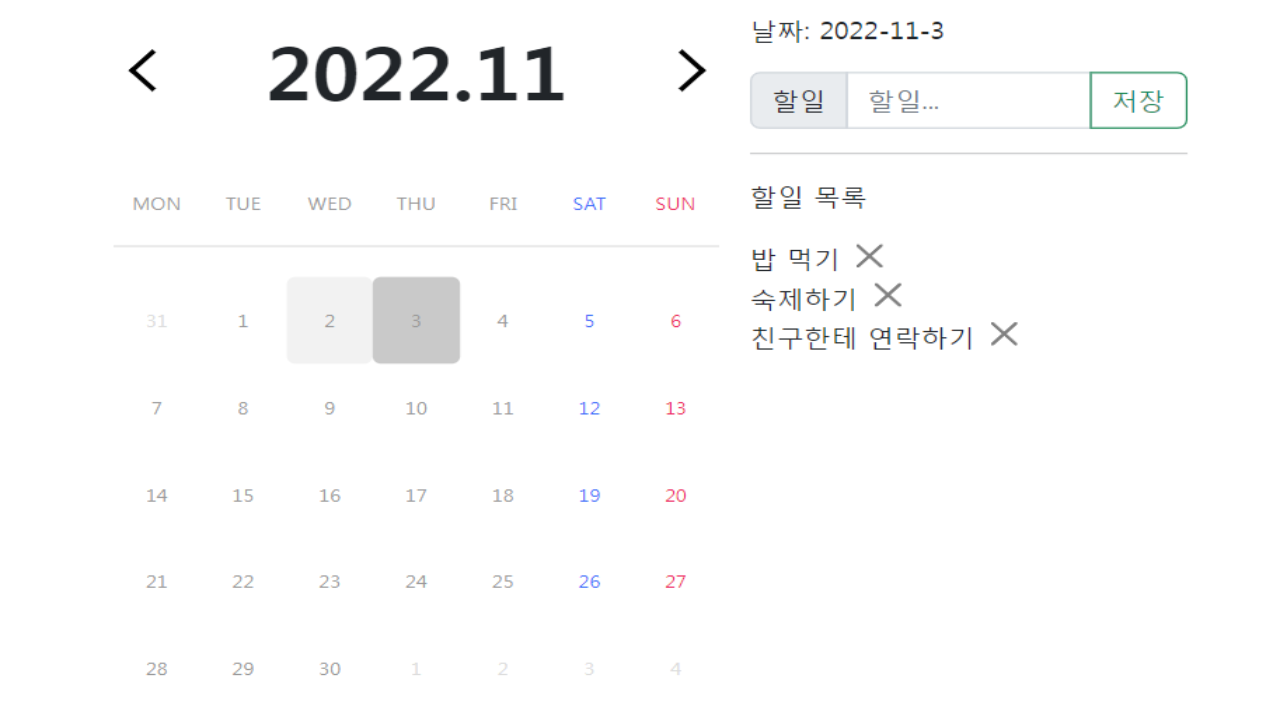 2022.11
MON TUE WED THU FRI SAT SUN
31 1 2 3 4 5 6
7 8 9 10 11 12 13
14 15 16 17 18 19 20
21 22 23 24 25 26 27
28 29 30 1 2 3 4
날짜: 2022-11-3
할일 할일... 저장
할일 목록
밥 먹기
숙제하기
친구한테 연락하기